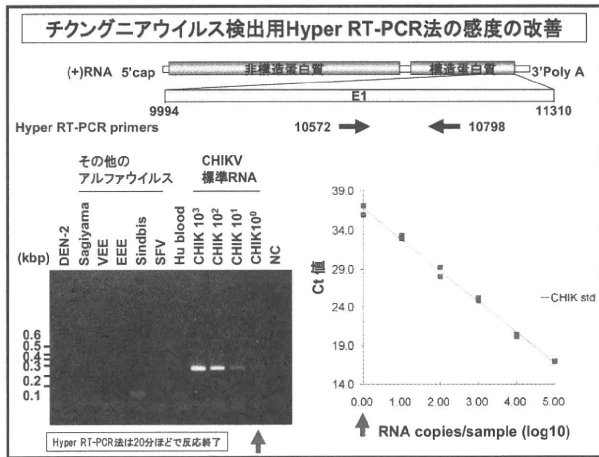 チクングニアウイルス検出用Hyper RT-PCR法の感度の改善
(+)RNA 5'cap 非構造蛋白質 構造蛋白質 3'Poly A
E1
9994 11310
Hyper RT-PCR primers 10572 10798
その他の
アルファウイルス
CHIKV
標準RNA
(kbp)
DEN-2
Sagiyama
VEE
EEE
Sindbis
SFV
Hu blood
CHIK 10³
CHIK 10²
CHIK 10¹
CHIK10⁰
NC
0.6
0.5
0.4
0.3
0.2
0.1
Hyper RT-PCR法は20分ほどで反応終了
Ct 値
39.0
34.0
29.0
24.0
19.0
14.0
CHIK std
0.00 1.00 2.00 3.00 4.00 5.00
RNA copies/sample (log10)